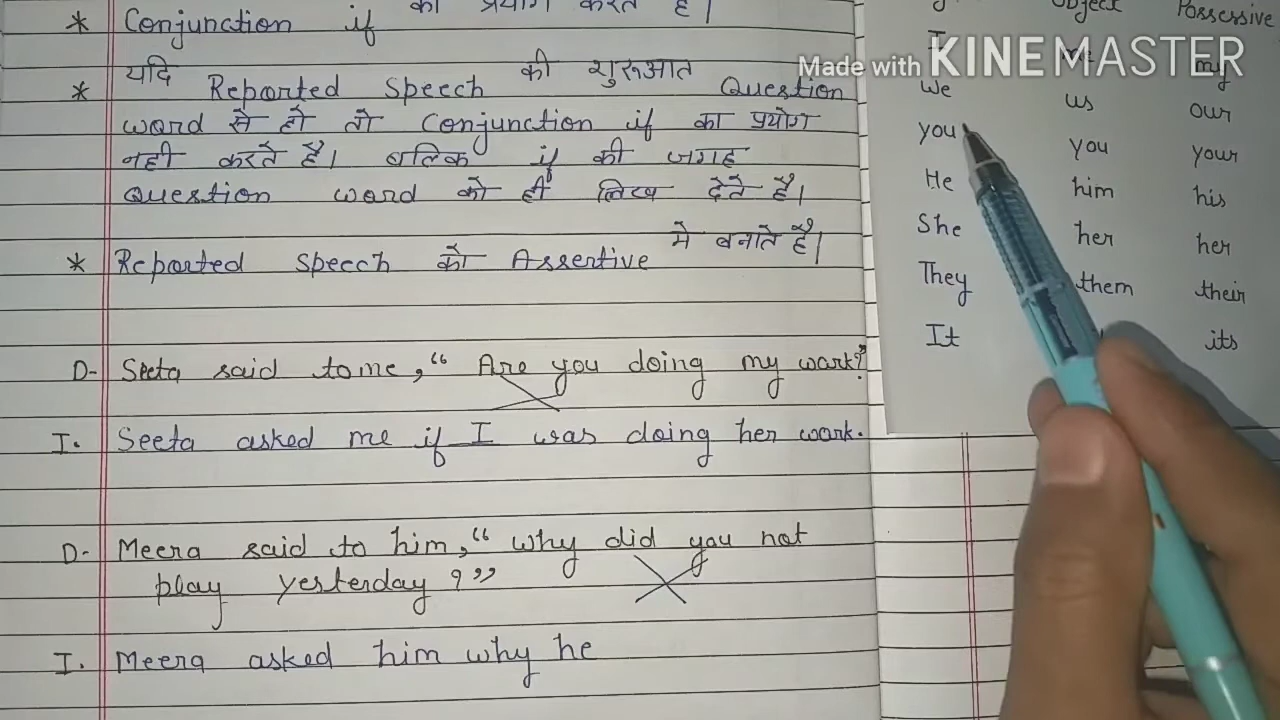 * Conjunction if का प्रयोग करते है।
* यदि Reported Speech की शुरुआत Question
word से हो तो Conjunction if का प्रयोग
नही करते है। बल्कि if की जगह
Question word को ही लिख देते है।
* Reported Speech को Assertive मे बनाते है।
D- Seeta said to me, “ Are you doing my work?”
I. Seeta asked me if I was doing her work.
D- Meera said to him, “ Why did you not
play yesterday ?”
I. Meera asked him why he
Object Possessive
I my
We us our
you you your
He him his
She her her
They them their
It its
Made with KINEMASTER